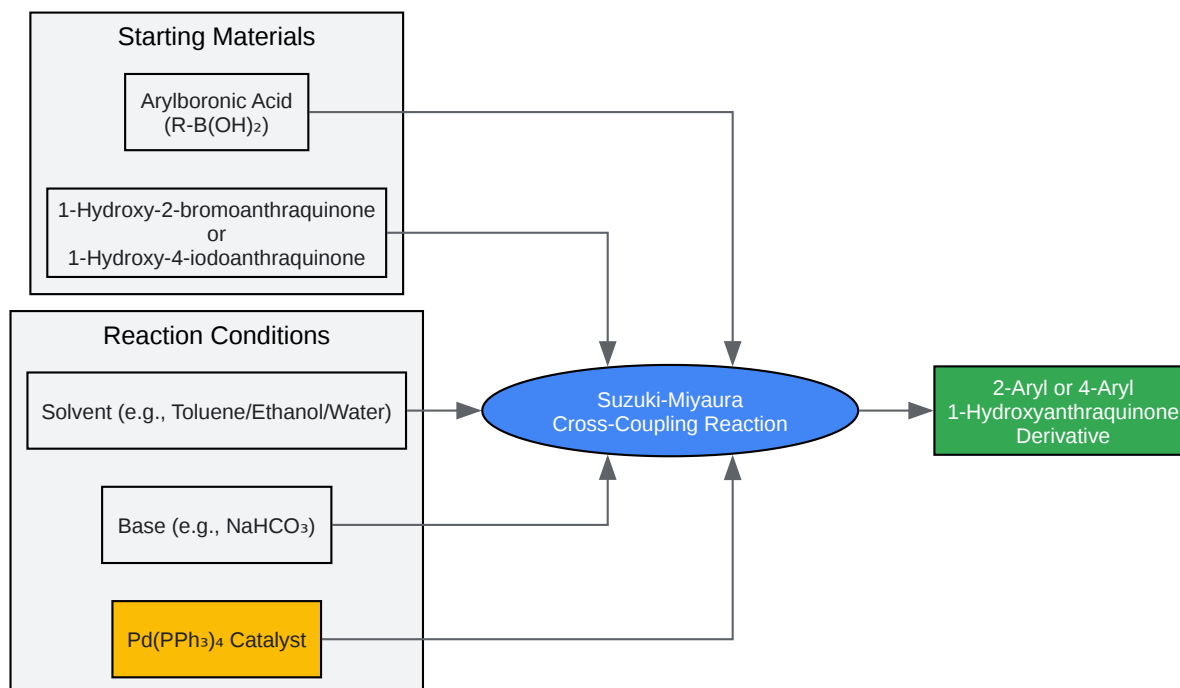 Starting Materials
Arylboronic Acid
(R-B(OH)₂)
1-Hydroxy-2-bromoanthraquinone
or
1-Hydroxy-4-iodoanthraquinone
Reaction Conditions
Solvent (e.g., Toluene/Ethanol/Water)
Base (e.g., NaHCO₃)
Pd(PPh₃)₄ Catalyst
Suzuki-Miyaura
Cross-Coupling Reaction
2-Aryl or 4-Aryl
1-Hydroxyanthraquinone
Derivative